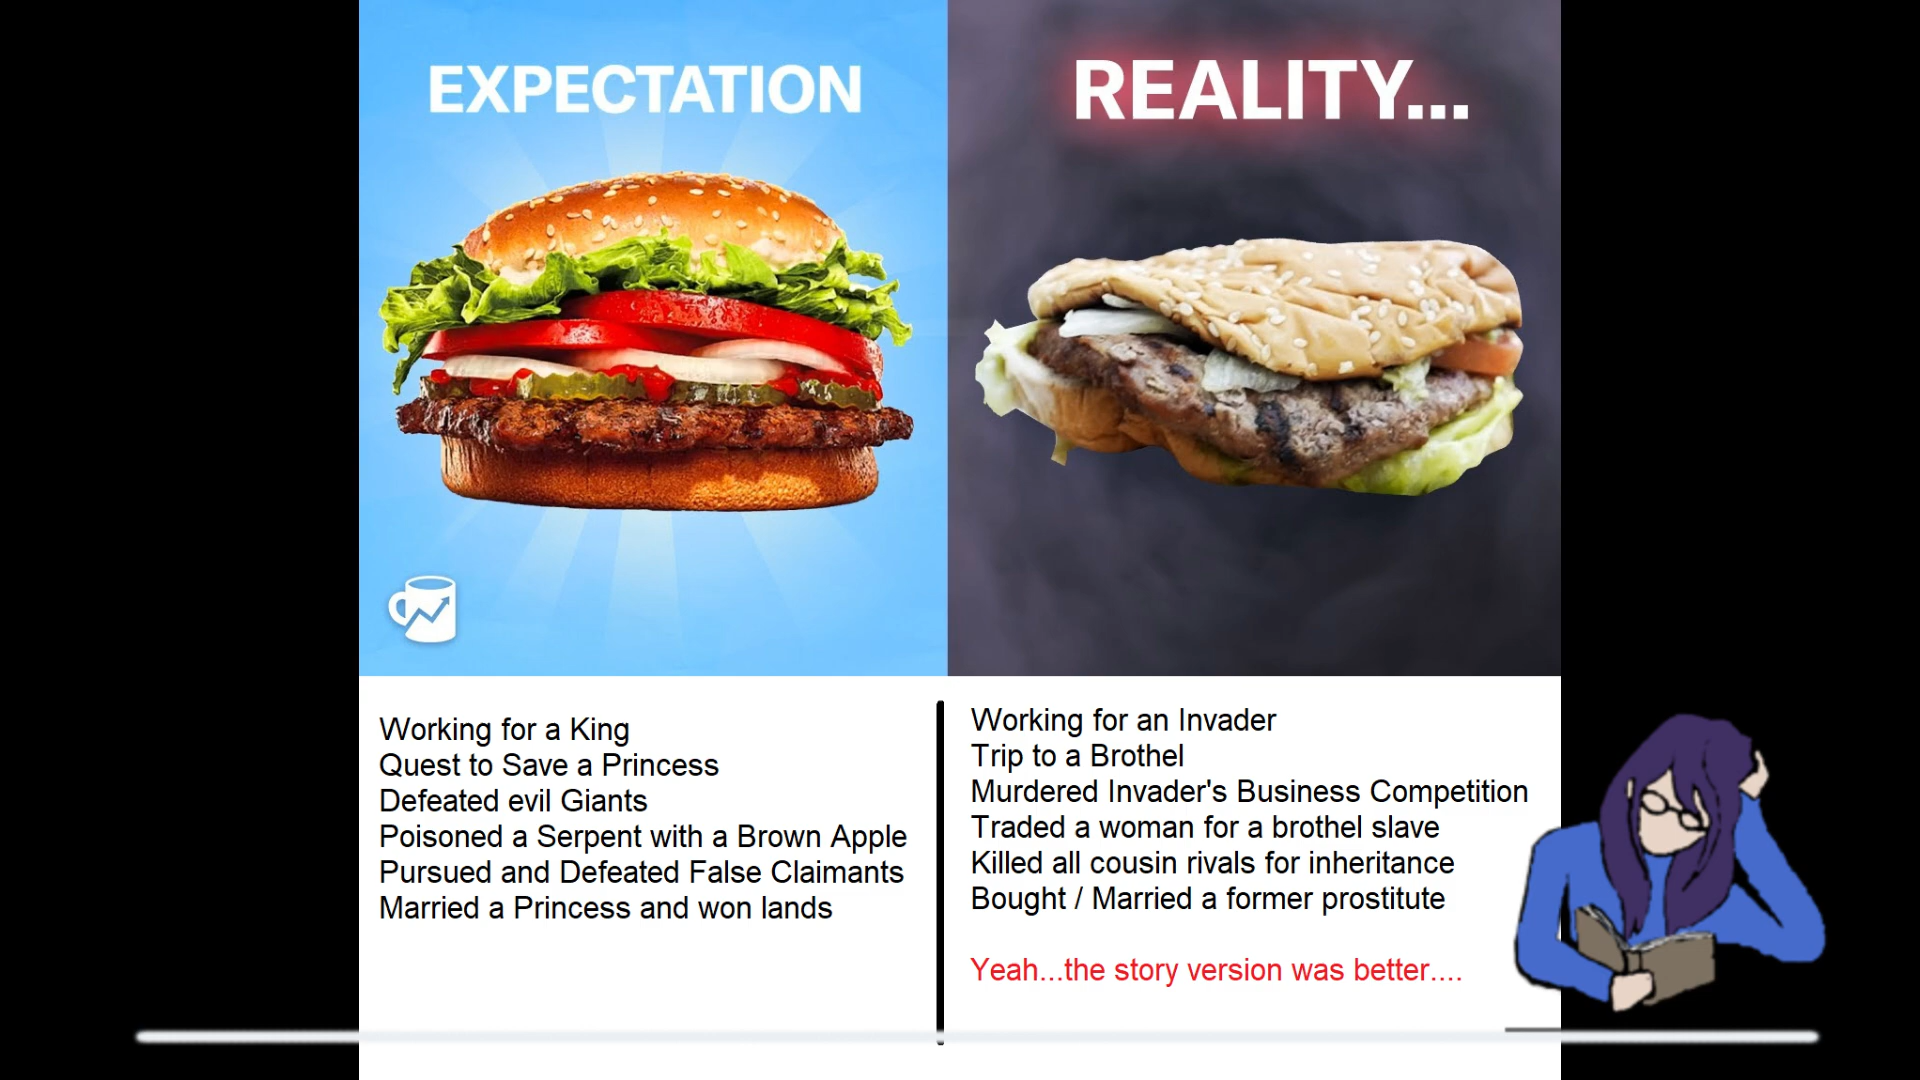 EXPECTATION
REALITY...
Working for a King
Quest to Save a Princess
Defeated evil Giants
Poisoned a Serpent with a Brown Apple
Pursued and Defeated False Claimants
Married a Princess and won lands
Working for an Invader
Trip to a Brothel
Murdered Invader's Business Competition
Traded a woman for a brothel slave
Killed all cousin rivals for inheritance
Bought / Married a former prostitute
Yeah...the story version was better....